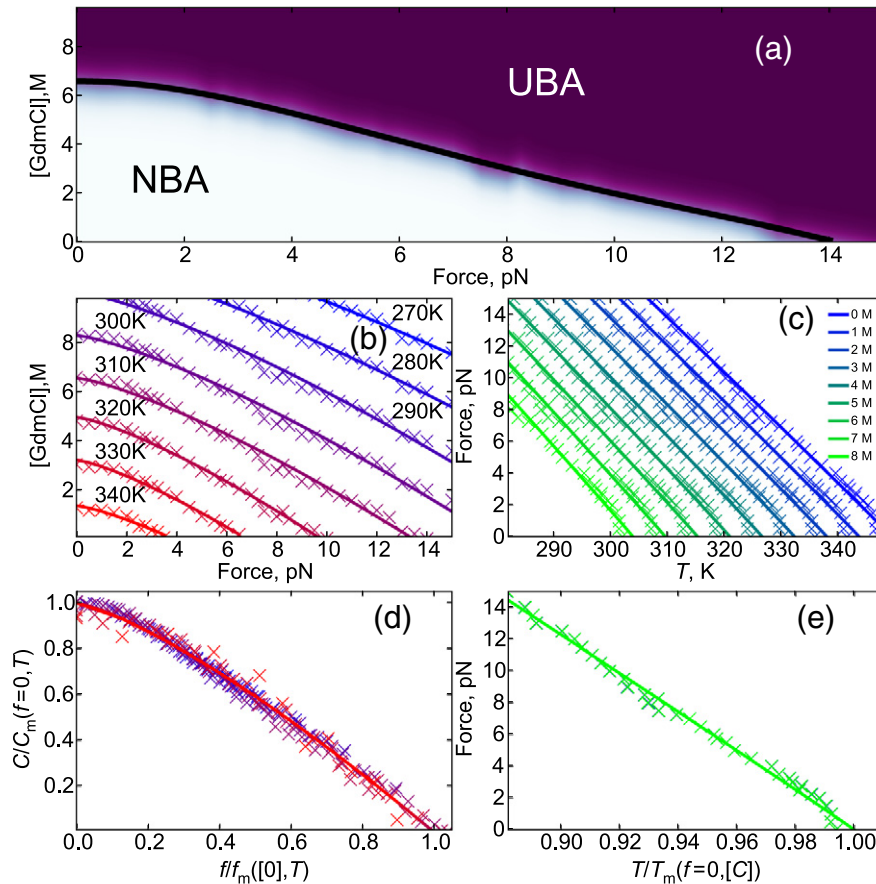 (a)
UBA
NBA
[GdmCl],M
6
4
2
0
0 2 4 6 8 10 12 14
Force, pN
(b)
270K
280K
290K
300K
310K
320K
330K
340K
[GdmCl],M
8
6
4
2
0 2 4 6 8 10 12 14
Force, pN
(c)
0 M
1 M
2 M
3 M
4 M
5 M
6 M
7 M
8 M
Force, pN
14
12
10
8
6
4
2
0
290 300 310 320 330 340
T, K
(d)
C/Cm(f=0,T)
1.0
0.8
0.6
0.4
0.2
0.0 0.2 0.4 0.6 0.8 1.0
f/fm([0],T)
(e)
Force, pN
14
12
10
8
6
4
2
0
0.90 0.92 0.94 0.96 0.98 1.00
T/Tm(f=0,[C])